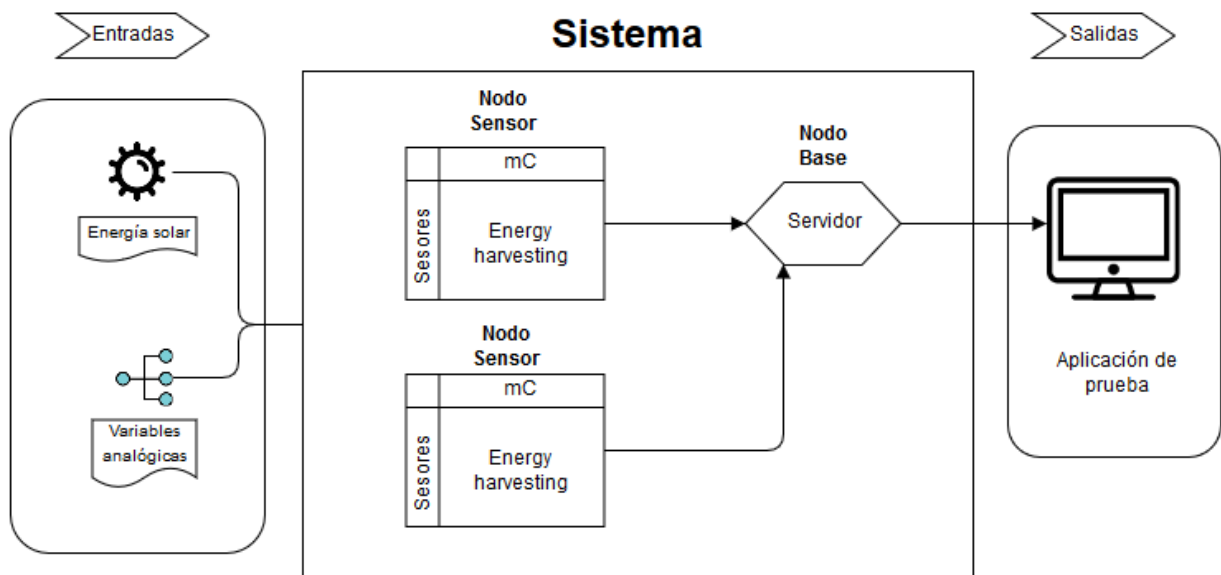 Entradas
Sistema
Salidas
Energía solar
Variables
analógicas
Nodo
Sensor
mC
Sesores
Energy
harvesting
Nodo
Sensor
mC
Sesores
Energy
harvesting
Nodo
Base
Servidor
Aplicación de
prueba